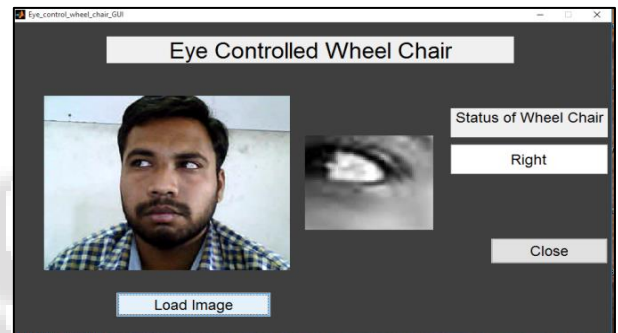 Eye_control_wheel_chair_GUI
Eye Controlled Wheel Chair
Status of Wheel Chair
Right
Close
Load Image